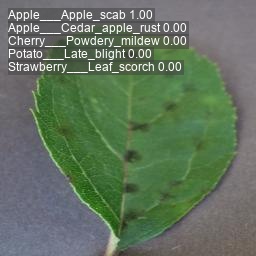 Apple___Apple_scab 1.00
Apple___Cedar_apple_rust 0.00
Cherry___Powdery_mildew 0.00
Potato___Late_blight 0.00
Strawberry___Leaf_scorch 0.00